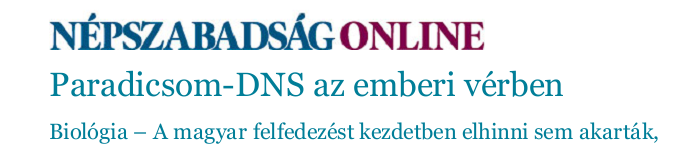 NÉPSZABADSÁG ONLINE
Paradicsom-DNS az emberi vérben
Biológia – A magyar felfedezést kezdetben elhinni sem akarták,